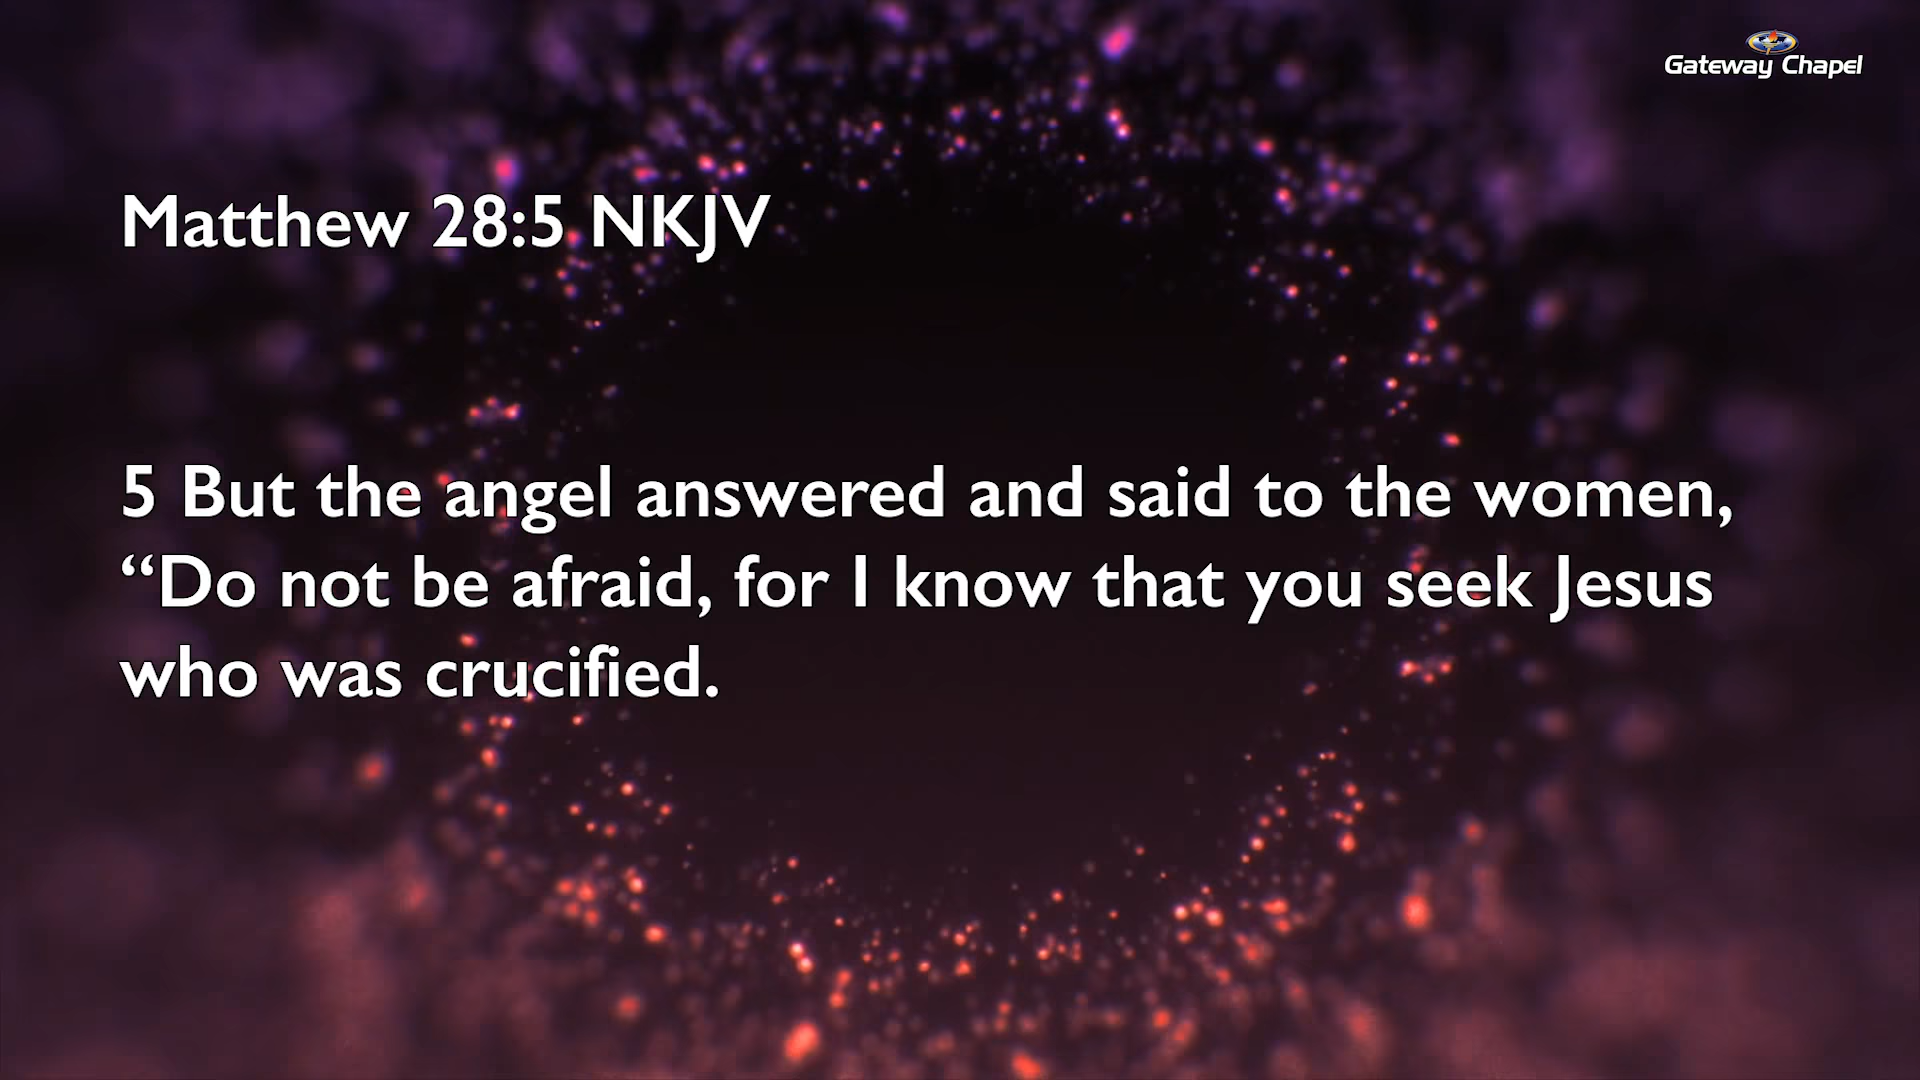 Gateway Chapel
Matthew 28:5 NKJV
5 But the angel answered and said to the women,
“Do not be afraid, for I know that you seek Jesus
who was crucified.